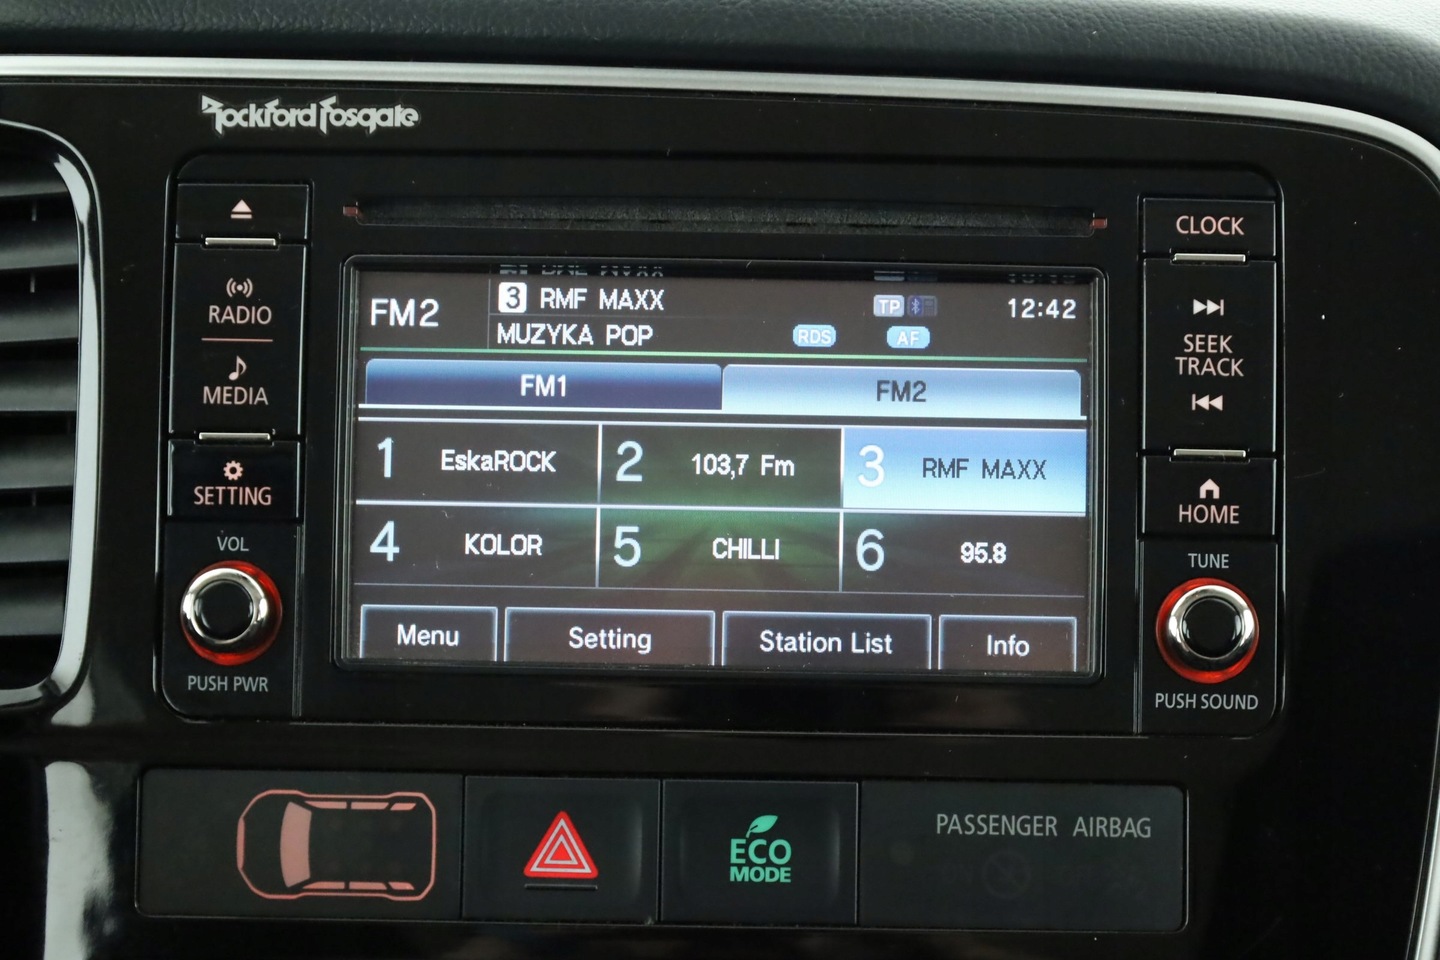 Rockford Fosgate
RADIO
MEDIA
SETTING
VOL
PUSH PWR
FM2
3 RMF MAXX
MUZYKA POP
RDS
TP
AF
12:42
FM1
FM2
1 EskaROCK
2 103,7 Fm
3 RMF MAXX
4 KOLOR
5 CHILLI
6 95.8
Menu
Setting
Station List
Info
CLOCK
SEEK
TRACK
HOME
TUNE
PUSH SOUND
ECO
MODE
PASSENGER AIRBAG